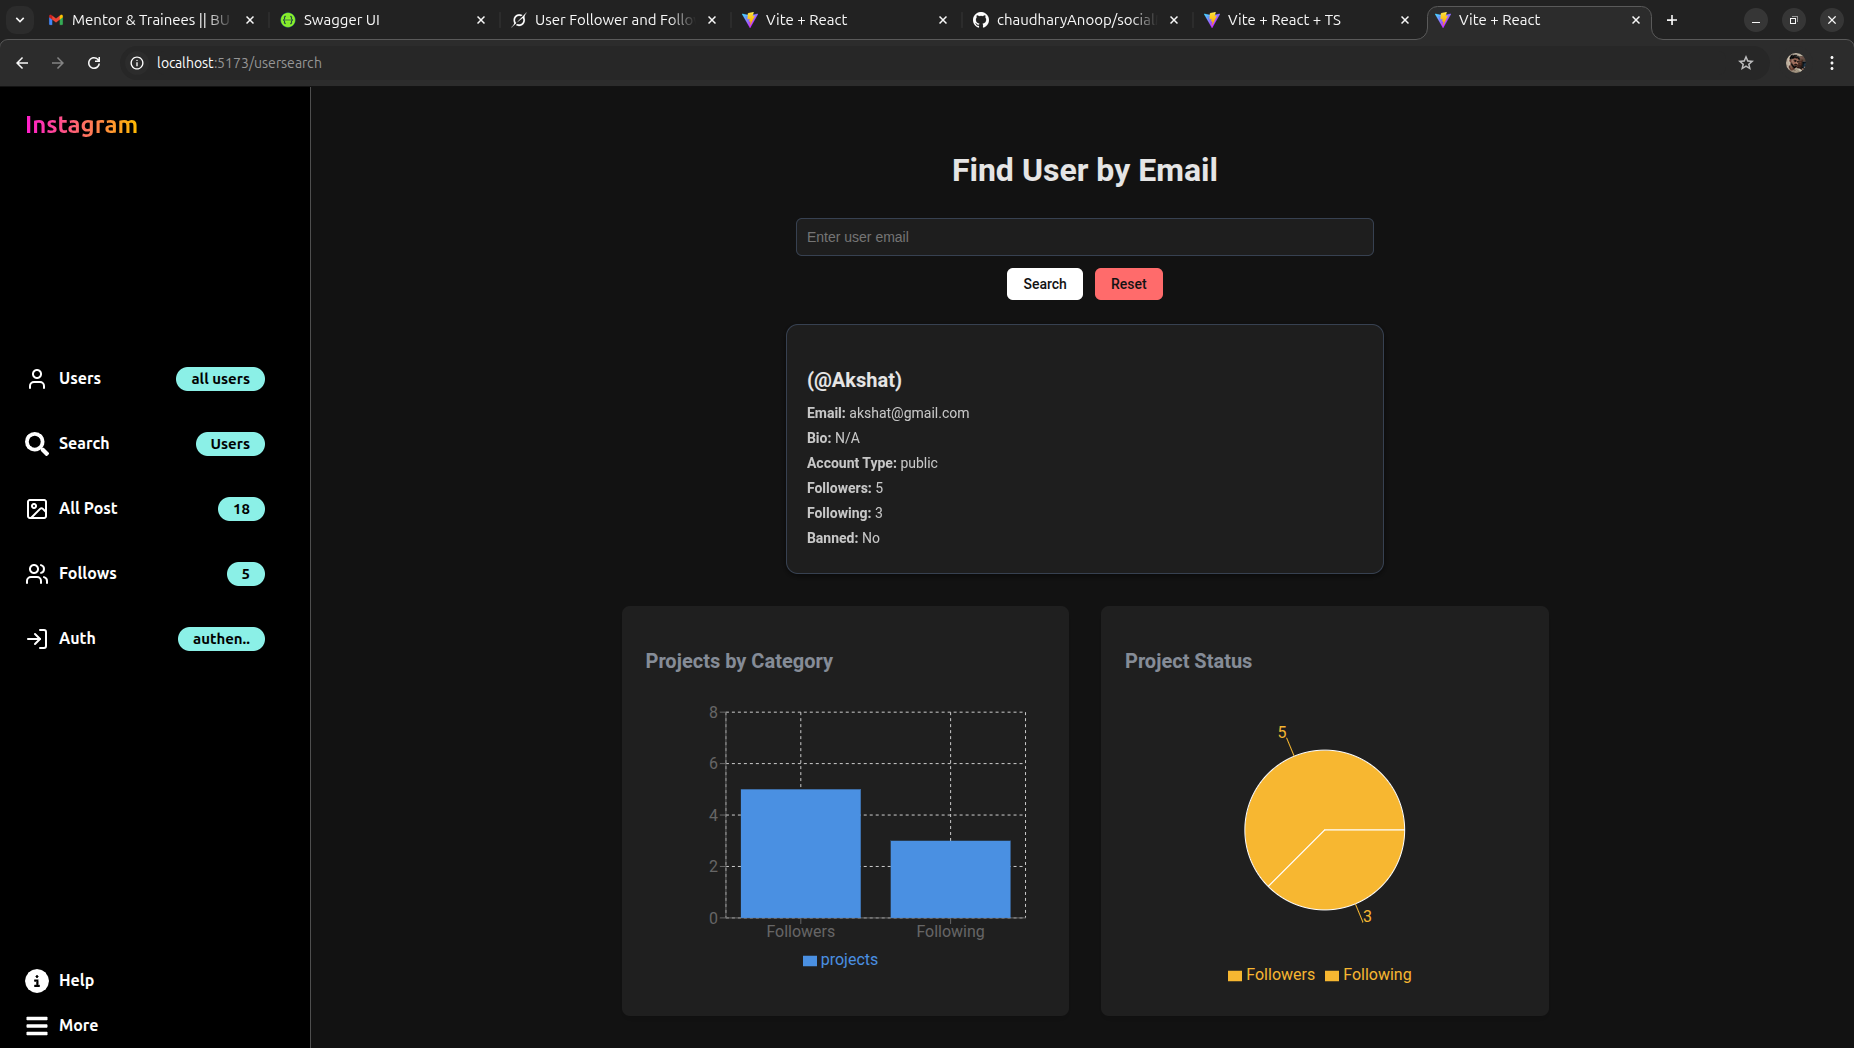 Mentor & Trainees || BU
Swagger UI
User Follower and Follo
Vite + React
chaudharyAnoop/social
Vite + React + TS
Vite + React
localhost:5173/usersearch
Instagram
Users
all users
Search
Users
All Post
18
Follows
5
Auth
authen..
Help
More
Find User by Email
Enter user email
Search
Reset
(@Akshat)
Email: akshat@gmail.com
Bio: N/A
Account Type: public
Followers: 5
Following: 3
Banned: No
Projects by Category
8
6
4
2
0
Followers
Following
projects
Project Status
5
3
Followers
Following